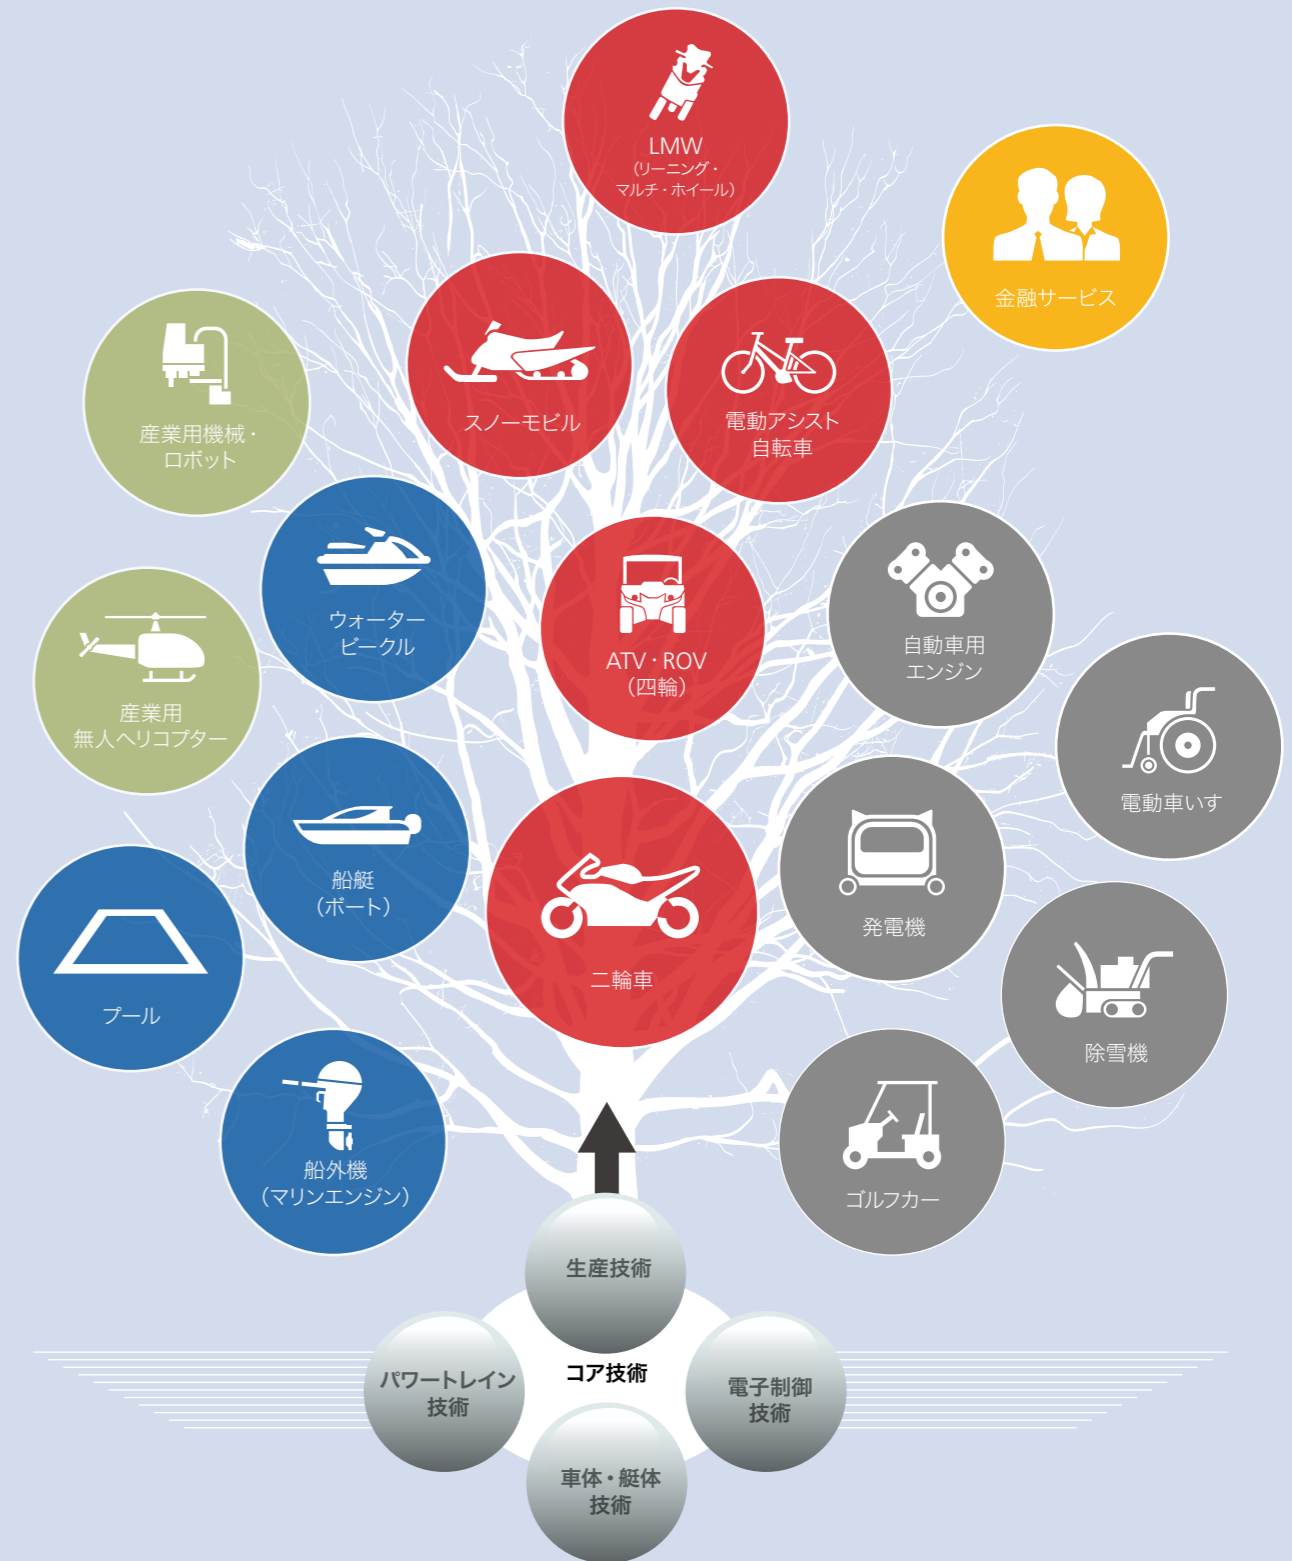 LMW
(リーニング・
マルチ・ホイール)
金融サービス
スノーモビル
電動アシスト
自転車
産業用機械・
ロボット
ウォーター
ビークル
ATV・ROV
（四輪）
自動車用
エンジン
産業用
無人ヘリコプター
電動車いす
船艇
（ボート）
発電機
二輪車
プール
除雪機
船外機
（マリンエンジン）
ゴルフカー
生産技術
コア技術
パワートレイン
技術
電子制御
技術
車体・艇体
技術